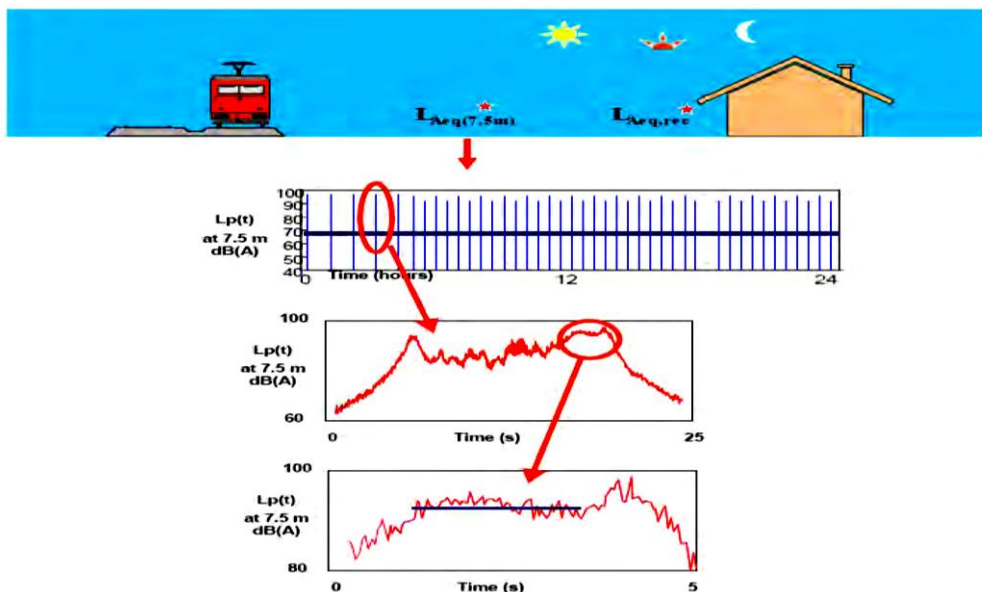 LAeq(7.5m) LAeq,rec
100
90
80
70
60
50
40
Lp(t)
at 7.5 m
dB(A)
Time (hours)
0 12 24
100
Lp(t)
at 7.5 m
dB(A)
60
0 Time (s) 25
100
Lp(t)
at 7.5 m
dB(A)
80
0 Time (s) 5